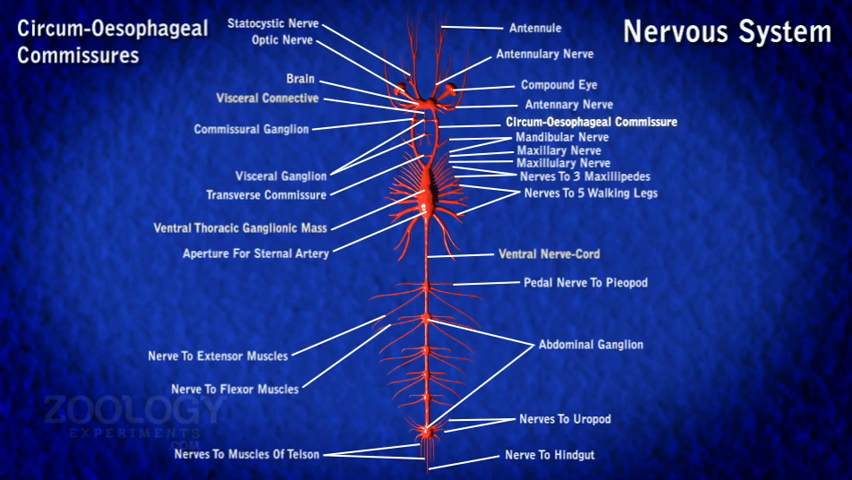 Circum-Oesophageal
Commissures
Nervous System
Statocystic Nerve
Optic Nerve
Brain
Visceral Connective
Commissural Ganglion
Visceral Ganglion
Transverse Commissure
Ventral Thoracic Ganglionic Mass
Aperture For Sternal Artery
Nerve To Extensor Muscles
Nerve To Flexor Muscles
Nerves To Muscles Of Telson
Antennule
Antennulary Nerve
Compound Eye
Antennary Nerve
Circum-Oesophageal Commissure
Mandibular Nerve
Maxillary Nerve
Maxillulary Nerve
Nerves To 3 Maxillipedes
Nerves To 5 Walking Legs
Ventral Nerve-Cord
Pedal Nerve To Pleopod
Abdominal Ganglion
Nerves To Uropod
Nerve To Hindgut
ZOOLOGY
EXPERIMENTS
.COM